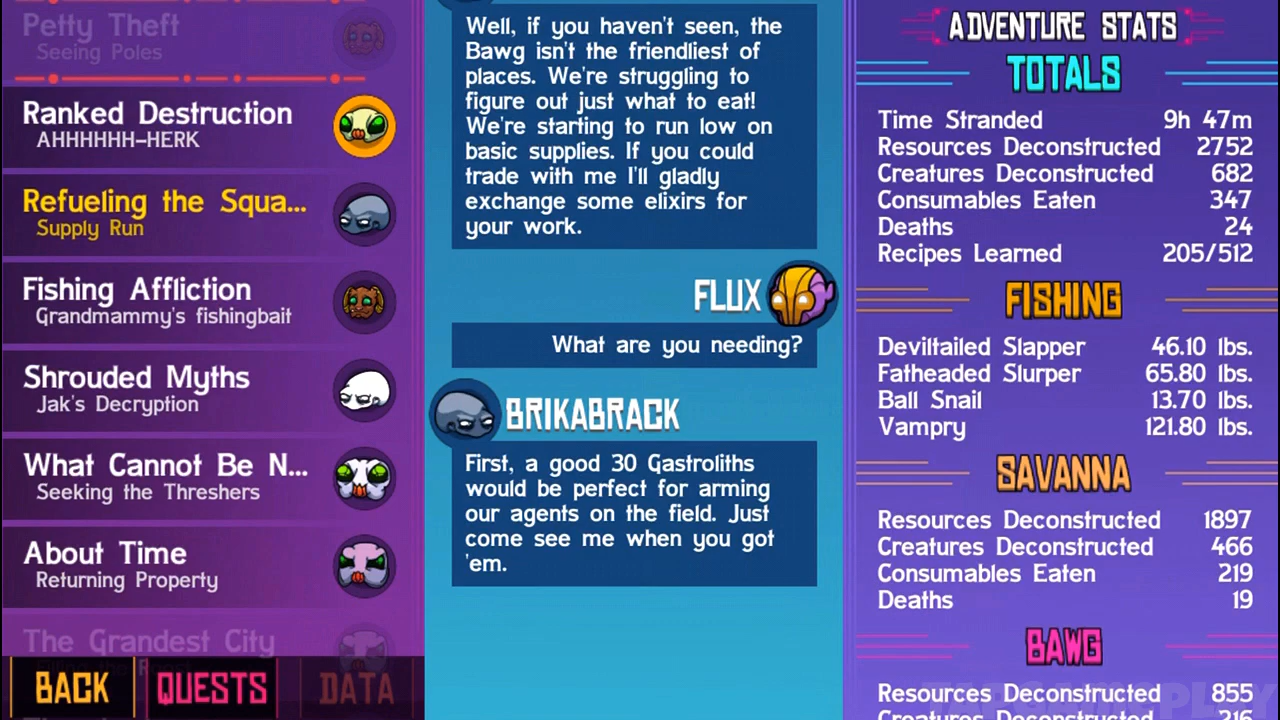 Petty Theft
Seeing Poles
Ranked Destruction
AHHHHHH-HERK
Refueling the Squa...
Supply Run
Fishing Affliction
Grandmammy's fishingbait
Shrouded Myths
Jak's Decryption
What Cannot Be N...
Seeking the Threshers
About Time
Returning Property
The Grandest City
BACK
QUESTS
DATA
Well, if you haven't seen, the
Bawg isn't the friendliest of
places. We're struggling to
figure out just what to eat!
We're starting to run low on
basic supplies. If you could
trade with me I'll gladly
exchange some elixirs for
your work.
FLUX
What are you needing?
BRIKABRACK
First, a good 30 Gastroliths
would be perfect for arming
our agents on the field. Just
come see me when you got
'em.
ADVENTURE STATS
TOTALS
Time Stranded 9h 47m
Resources Deconstructed 2752
Creatures Deconstructed 682
Consumables Eaten 347
Deaths 24
Recipes Learned 205/512
FISHING
Deviltailed Slapper 46.10 lbs.
Fatheaded Slurper 65.80 lbs.
Ball Snail 13.70 lbs.
Vampry 121.80 lbs.
SAVANNA
Resources Deconstructed 1897
Creatures Deconstructed 466
Consumables Eaten 219
Deaths 19
BAWG
Resources Deconstructed 855
Creatures Deconstructed 216